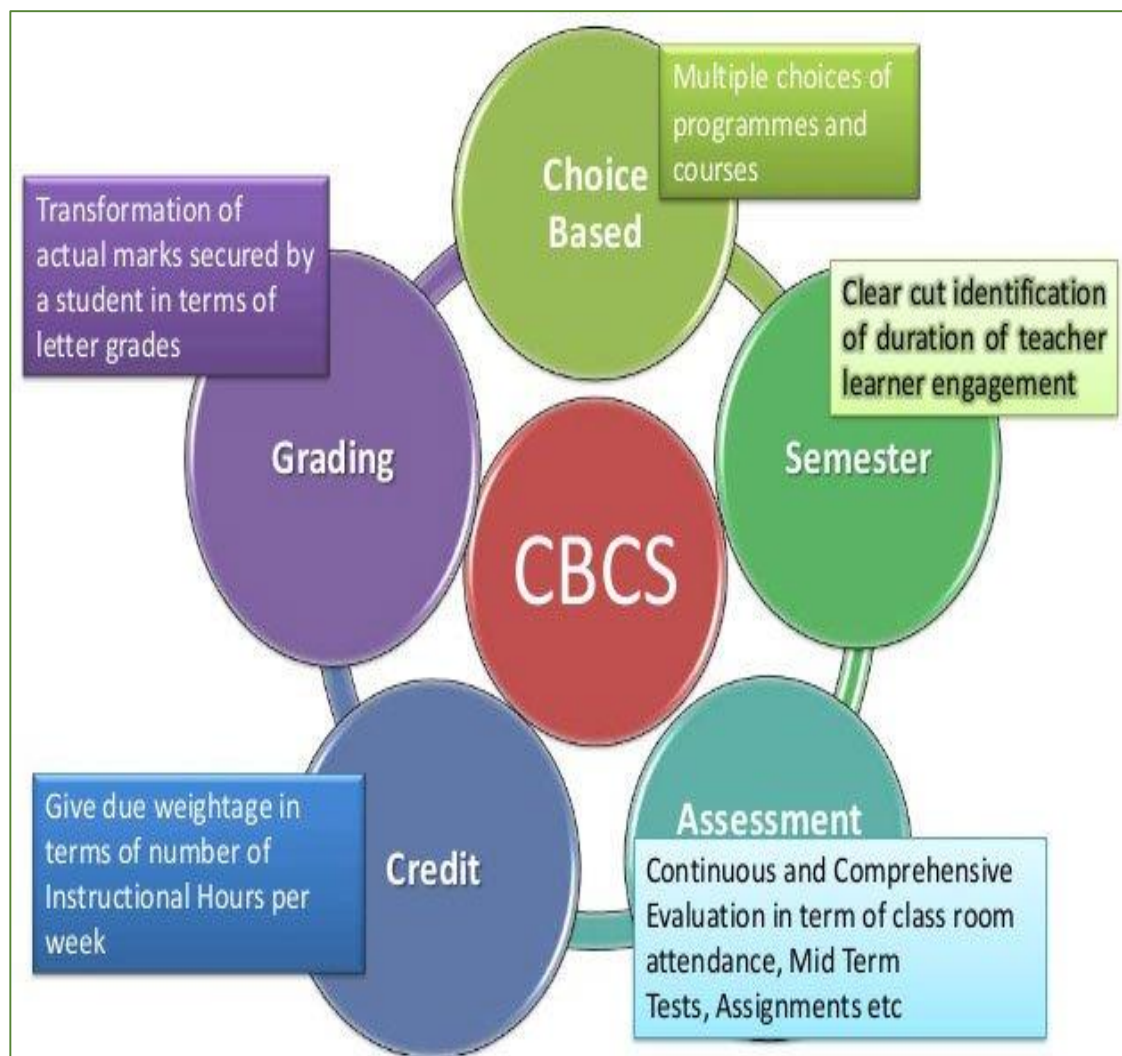 Choice
Based
Multiple choices of
programmes and
courses
Clear cut identification
of duration of teacher
learner engagement
Semester
Assessment
Continuous and Comprehensive
Evaluation in term of class room
attendance, Mid Term
Tests, Assignments etc
Credit
Give due weightage in
terms of number of
Instructional Hours per
week
Grading
Transformation of
actual marks secured by
a student in terms of
letter grades
CBCS